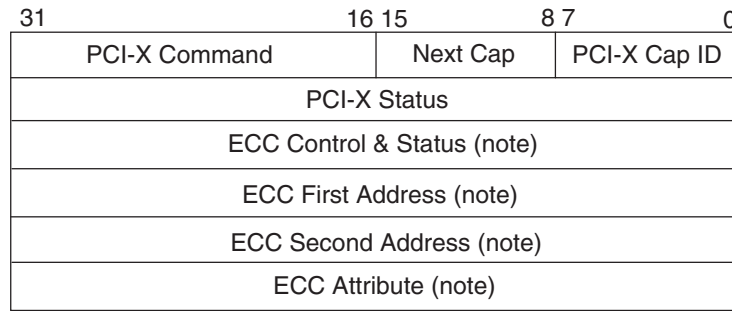 31 16 15 8 7 0
PCI-X Command Next Cap PCI-X Cap ID
PCI-X Status
ECC Control & Status (note)
ECC First Address (note)
ECC Second Address (note)
ECC Attribute (note)